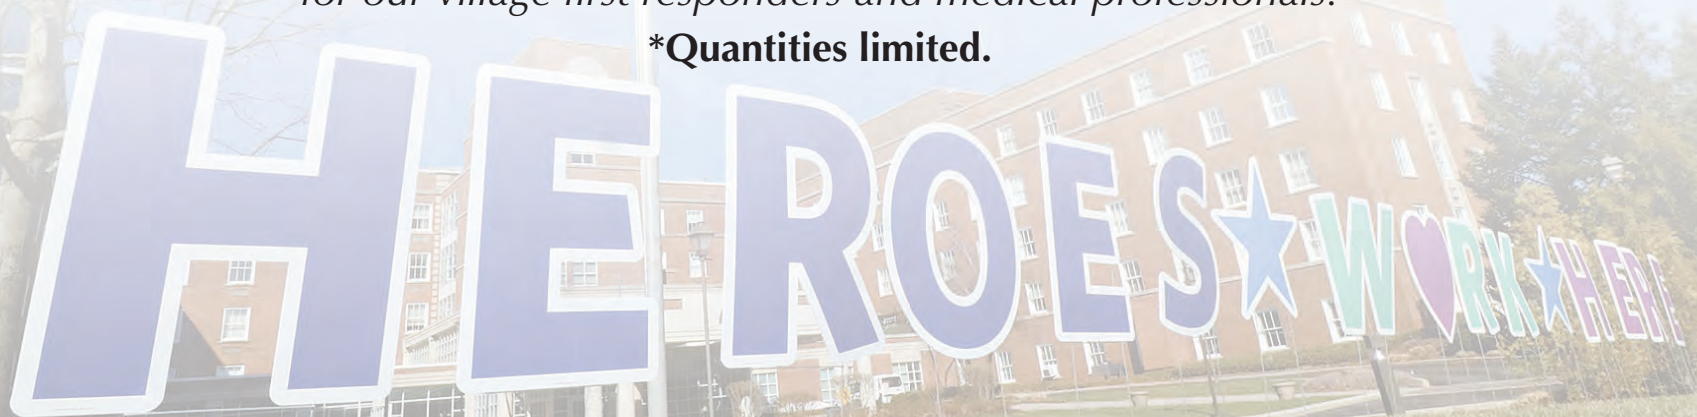 for our Village first responders and medical professionals.
*Quantities limited.
HEROES WORK HERE